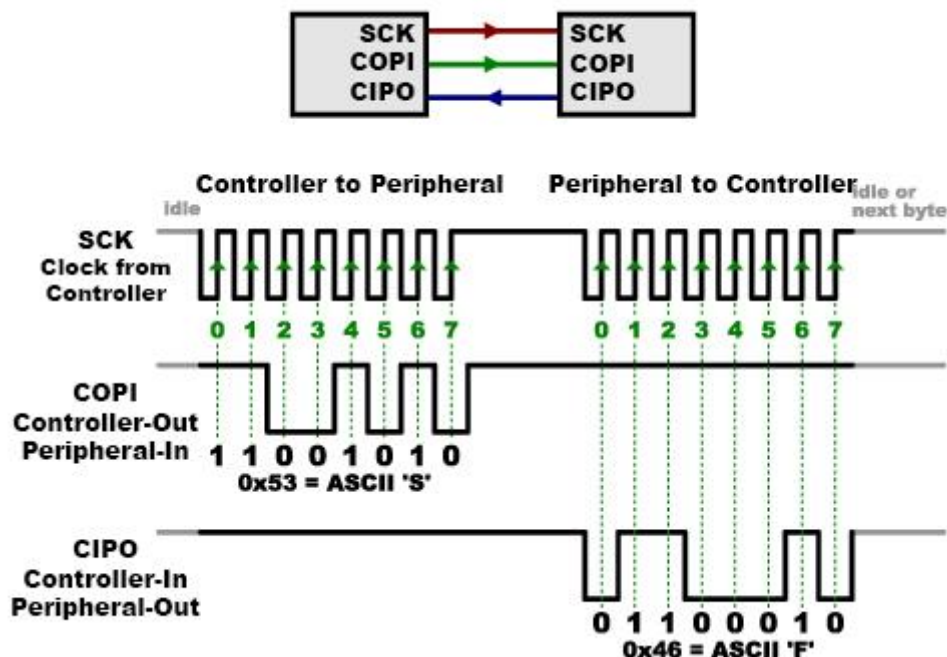 SCK SCK
COPI COPI
CIPO CIPO
Controller to Peripheral Peripheral to Controller
idle idle or
next byte
SCK
Clock from
Controller
0 1 2 3 4 5 6 7 0 1 2 3 4 5 6 7
COPI
Controller-Out
Peripheral-In
1 1 0 0 1 0 1 0
0x53 = ASCII 'S'
CIPO
Controller-In
Peripheral-Out
0 1 1 0 0 0 1 0
0x46 = ASCII 'F'